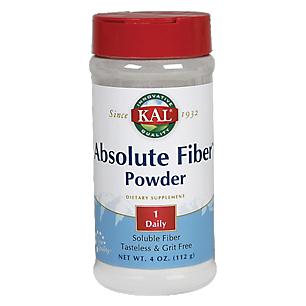 INNOVATIVE
Since KAL 1932
QUALITY
Absolute Fiber™
Powder
DIETARY SUPPLEMENT
1
Daily
Soluble Fiber
Tasteless & Grit Free
NET WT. 4 OZ. (112 g)